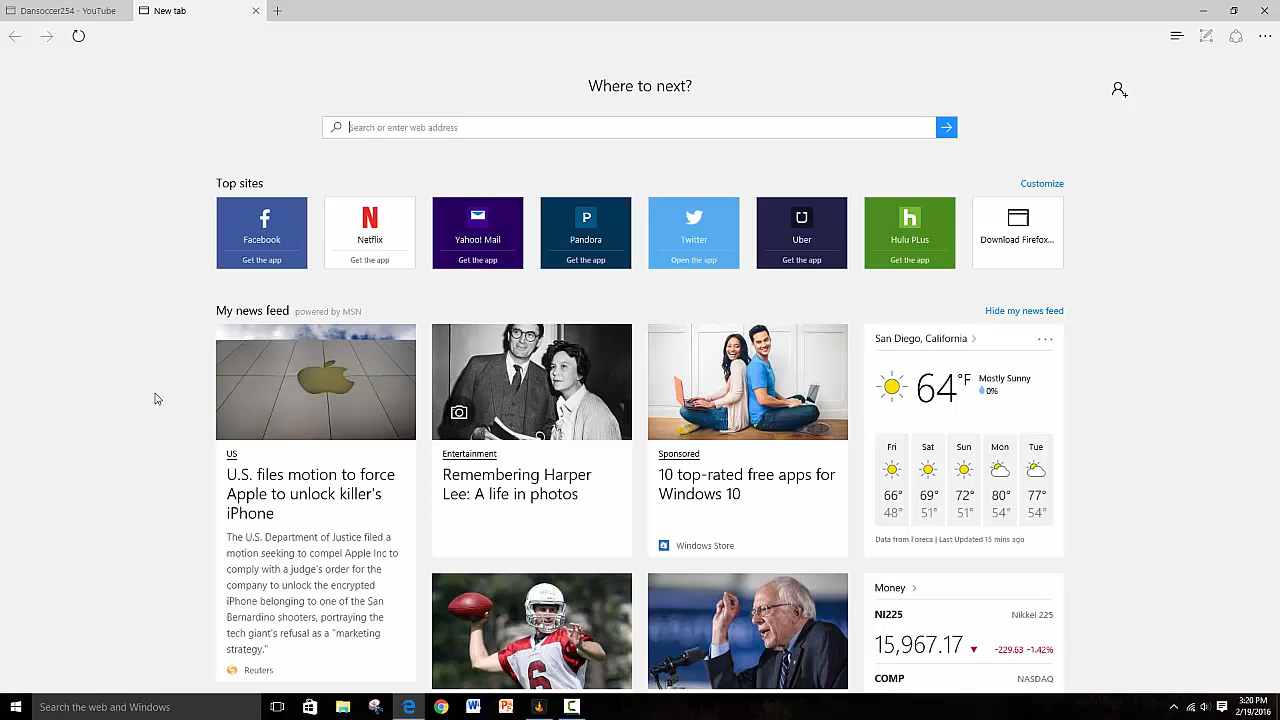 Dansoccer254 - YouTube
New tab
Where to next?
Search or enter web address
Top sites
Customize
Facebook
Get the app
Netflix
Get the app
Yahoo! Mail
Get the app
P
Pandora
Get the app
Twitter
Open the app
Uber
Get the app
h
Hulu PLus
Get the app
Download Firefox...
My news feed powered by MSN
Hide my news feed
US
U.S. files motion to force
Apple to unlock killer's
iPhone
The U.S. Department of Justice filed a
motion seeking to compel Apple Inc to
comply with a judge's order for the
company to unlock the encrypted
iPhone belonging to one of the San
Bernardino shooters, portraying the
tech giant's refusal as a "marketing
strategy."
Reuters
Entertainment
Remembering Harper
Lee: A life in photos
Sponsored
10 top-rated free apps for
Windows 10
Windows Store
San Diego, California
64°F
Mostly Sunny
0%
Fri Sat Sun Mon Tue
66° 69° 72° 80° 77°
48° 51° 51° 54° 54°
Data from Foreca | Last Updated 15 mins ago
Money
NI225 Nikkei 225
15,967.17 -229.63 -1.42%
COMP NASDAQ
6
Search the web and Windows
3:20 PM
2/19/2016